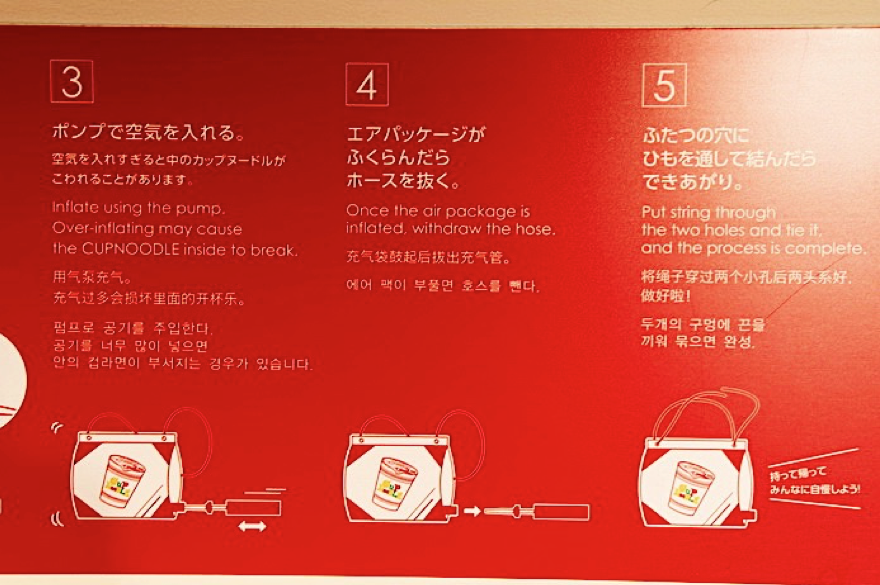 3
ポンプで空気を入れる。
空気を入れすぎると中のカップヌードルが
こわれることがあります。
Inflate using the pump.
Over-inflating may cause
the CUPNOODLE inside to break.
用气泵充气。
充气过多会损坏里面的开杯乐。
펌프로 공기를 주입한다.
공기를 너무 많이 넣으면
안의 컵라면이 부서지는 경우가 있습니다.
4
エアパッケージが
ふくらんだら
ホースを抜く。
Once the air package is
inflated, withdraw the hose.
充气袋鼓起后拔出充气管。
에어 팩이 부풀면 호스를 뺀다.
5
ふたつの穴に
ひもを通して結んだら
できあがり。
Put string through
the two holes and tie it,
and the process is complete.
将绳子穿过两个小孔后两头系好,
做好啦!
두개의 구멍에 끈을
끼워 묶으면 완성.
持って帰って
みんなに自慢しよう!